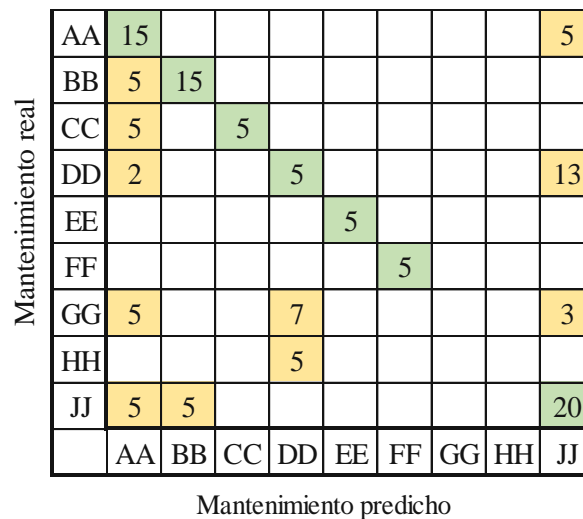 Mantenimiento real
AA 15 5
BB 5 15
CC 5 5
DD 2 5 13
EE 5
FF 5
GG 5 7 3
HH 5
JJ 5 5 20
AA BB CC DD EE FF GG HH JJ
Mantenimiento predicho